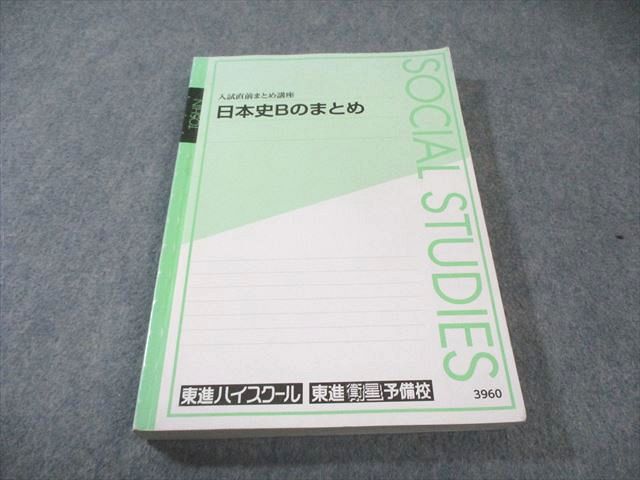 TOSHIN
入試直前まとめ講座
日本史Bのまとめ
SOCIAL STUDIES
東進ハイスクール 東進衛星予備校
3960